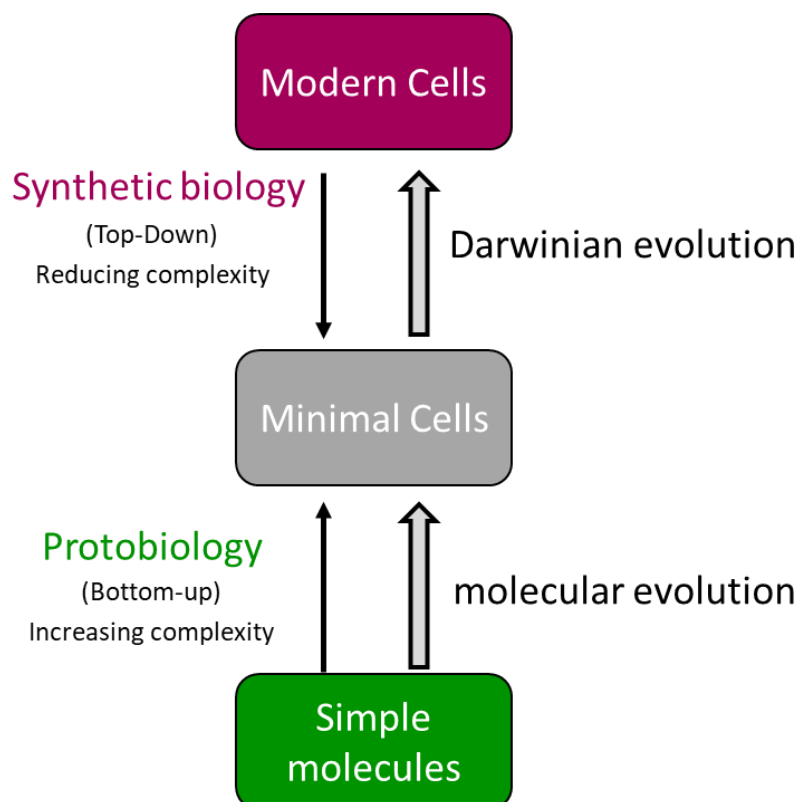 Modern Cells
Synthetic biology
(Top-Down)
Reducing complexity
Darwinian evolution
Minimal Cells
Protobiology
(Bottom-up)
Increasing complexity
molecular evolution
Simple
molecules